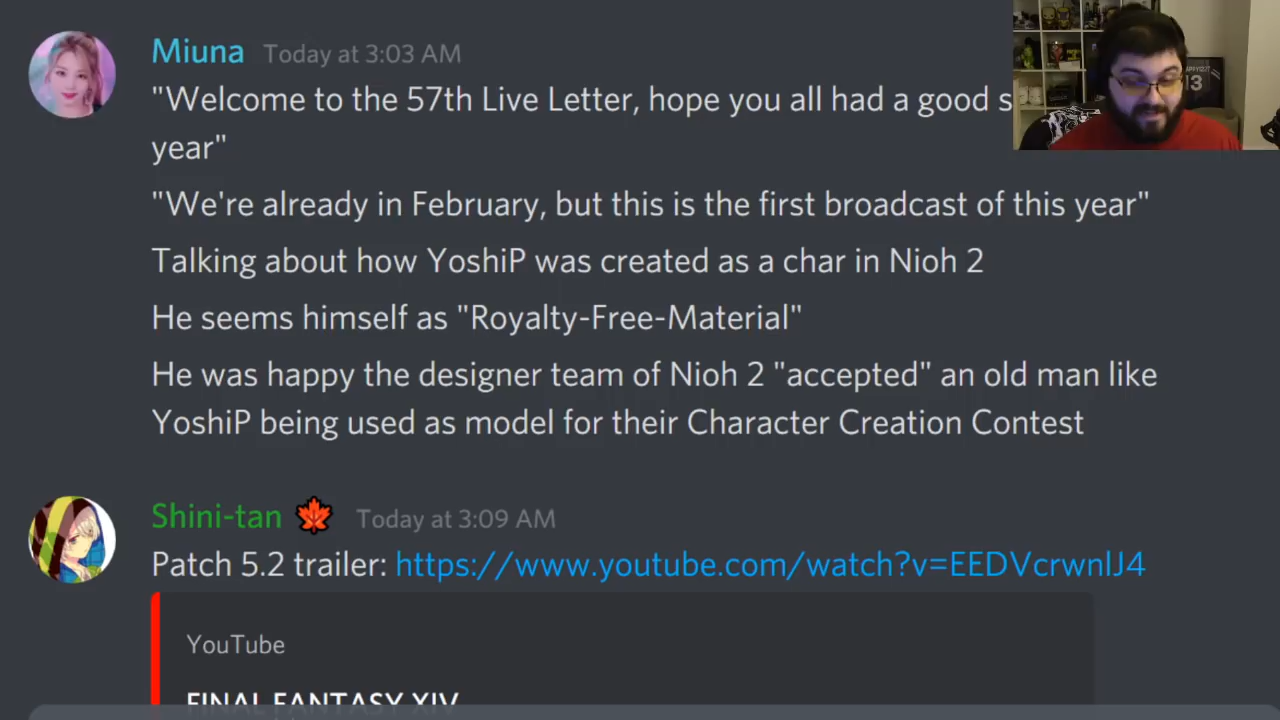 Miuna Today at 3:03 AM
"Welcome to the 57th Live Letter, hope you all had a good s
year"
"We're already in February, but this is the first broadcast of this year"
Talking about how YoshiP was created as a char in Nioh 2
He seems himself as "Royalty-Free-Material"
He was happy the designer team of Nioh 2 "accepted" an old man like
YoshiP being used as model for their Character Creation Contest
Shini-tan Today at 3:09 AM
Patch 5.2 trailer: https://www.youtube.com/watch?v=EEDVcrwnlJ4
YouTube
FINAL FANTASY XIV